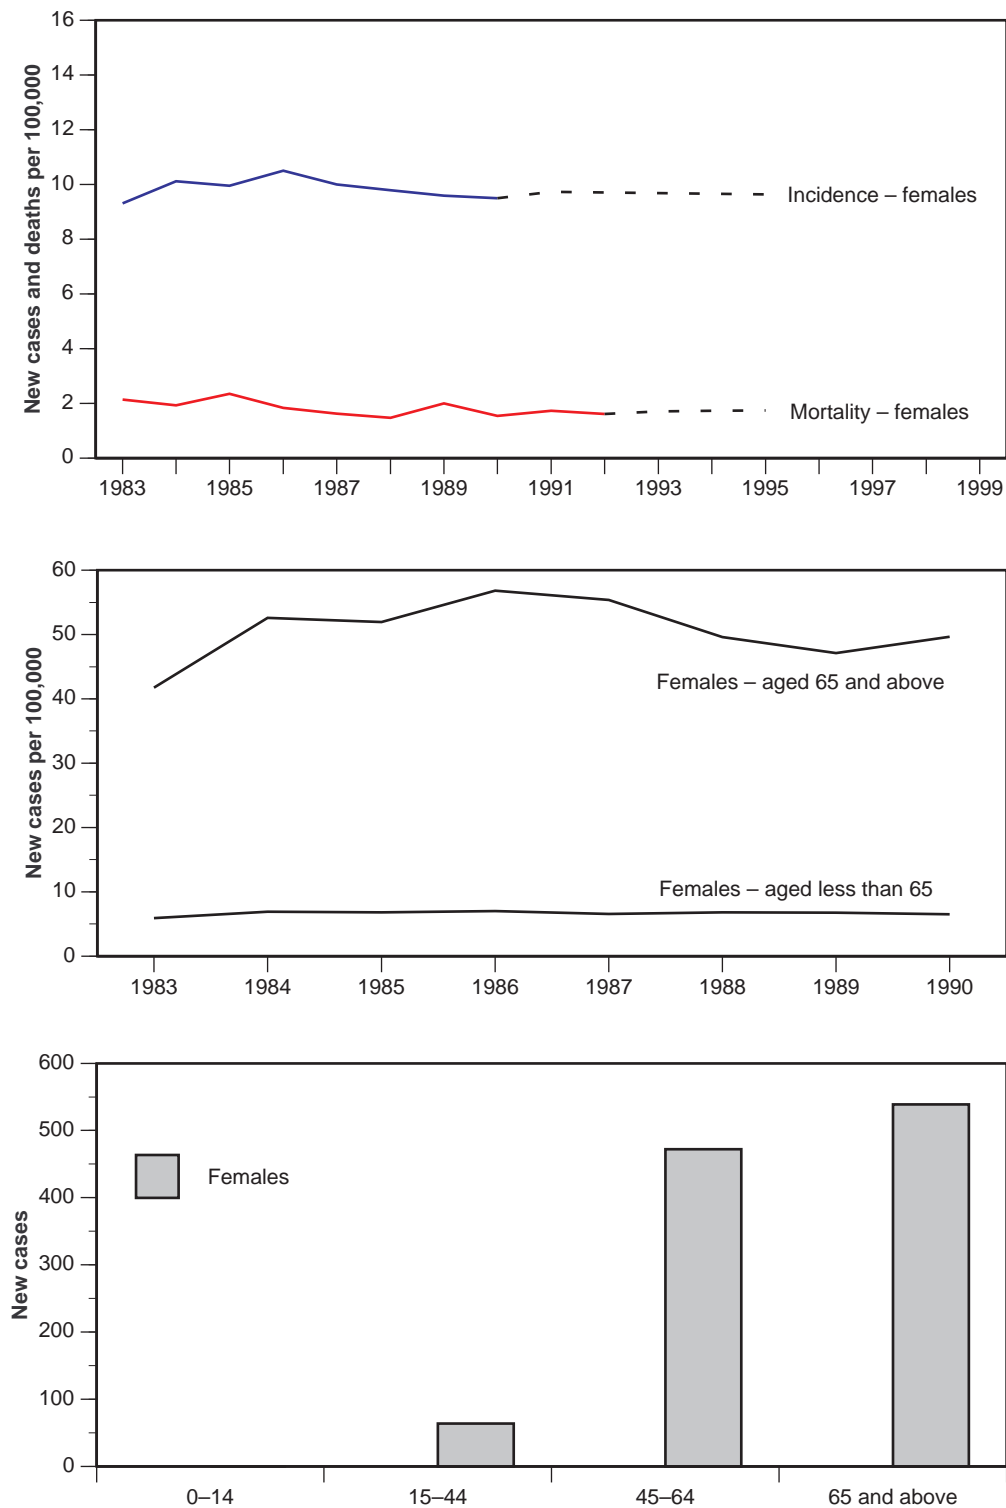 New cases and deaths per 100,000
16
14
12
10
8
6
4
2
0
Incidence – females
Mortality – females
1983 1985 1987 1989 1991 1993 1995 1997 1999
New cases per 100,000
60
50
40
30
20
10
0
Females – aged 65 and above
Females – aged less than 65
1983 1984 1985 1986 1987 1988 1989 1990
New cases
600
500
400
300
200
100
0
Females
0–14 15–44 45–64 65 and above